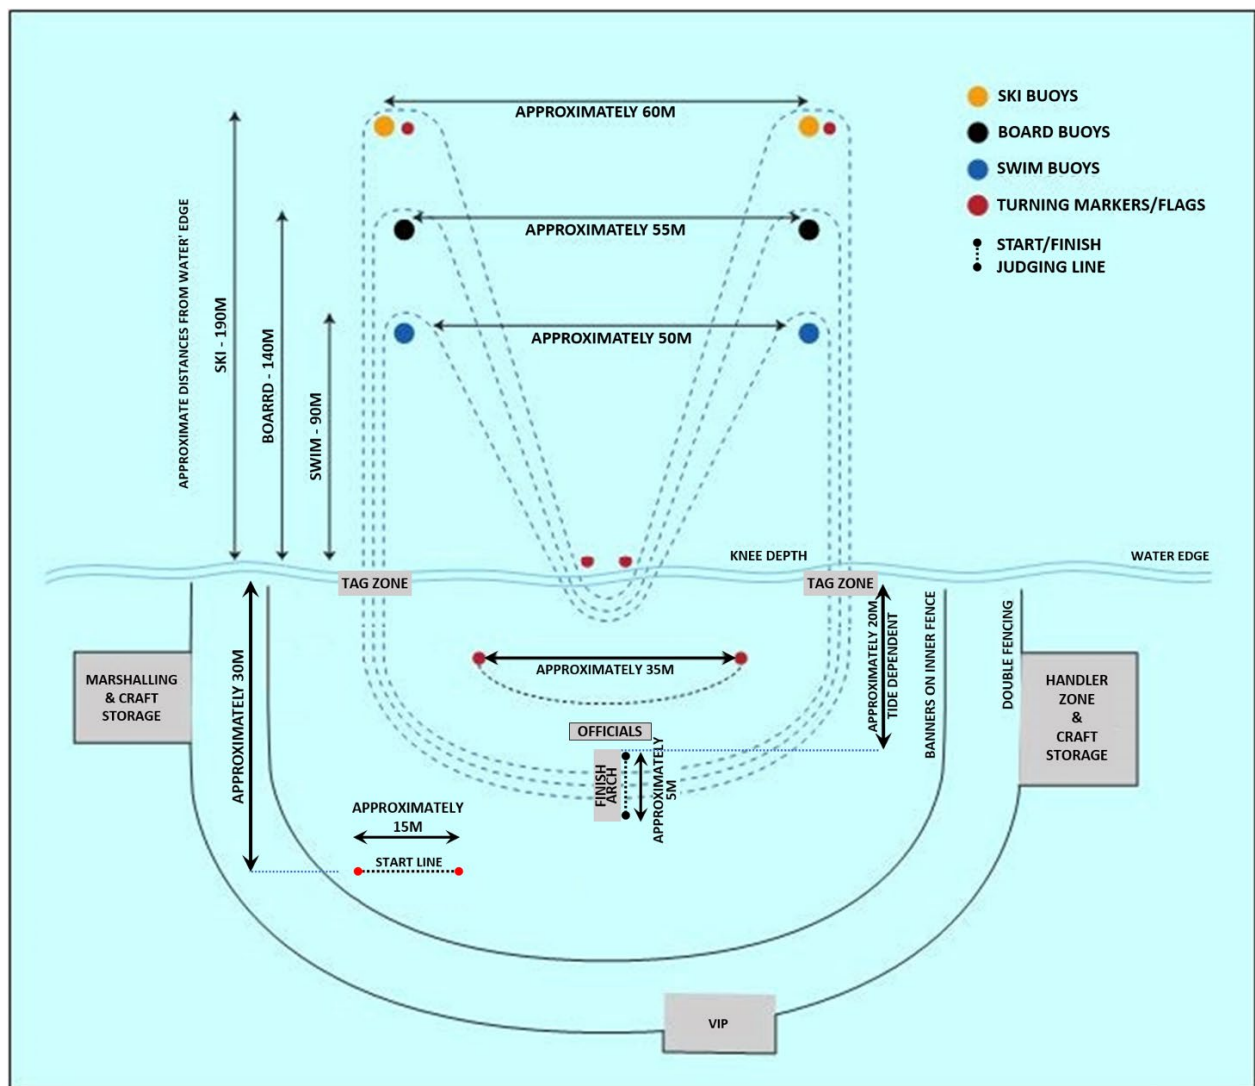 APPROXIMATELY 60M
SKI BUOYS
BOARD BUOYS
SWIM BUOYS
TURNING MARKERS/FLAGS
START/FINISH
JUDGING LINE
APPROXIMATELY 55M
APPROXIMATELY 50M
APPROXIMATE DISTANCES FROM WATER' EDGE
SKI - 190M
BOARRD - 140M
SWIM - 90M
KNEE DEPTH
WATER EDGE
TAG ZONE
TAG ZONE
MARSHALLING
& CRAFT
STORAGE
APPROXIMATELY 30M
APPROXIMATELY 35M
APPROXIMATELY 20M
TIDE DEPENDENT
BANNERS ON INNER FENCE
DOUBLE FENCING
HANDLER
ZONE
&
CRAFT
STORAGE
OFFICIALS
FINISH
ARCH
APPROXIMATELY
5M
APPROXIMATELY
15M
START LINE
VIP